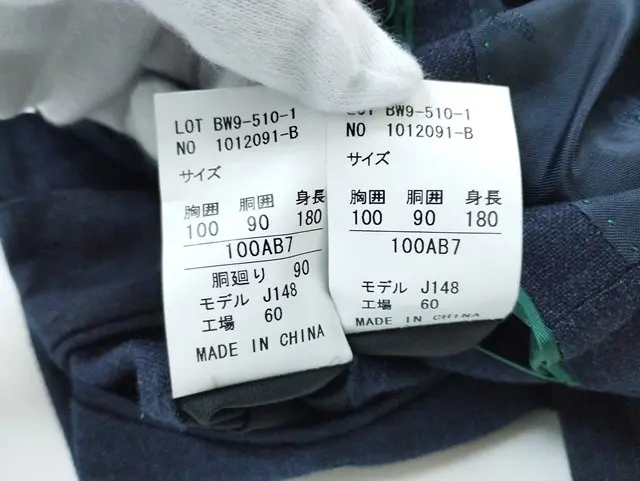 LOT BW9-510-1
NO 1012091-B
サイズ
胸囲 胴囲 身長
100 90 180
100AB7
胴廻り 90
モデル J148
工場 60
MADE IN CHINA
LOT BW9-510-1
NO 1012091-B
サイズ
胸囲 胴囲 身長
100 90 180
100AB7
モデル J148
工場 60
MADE IN CHINA